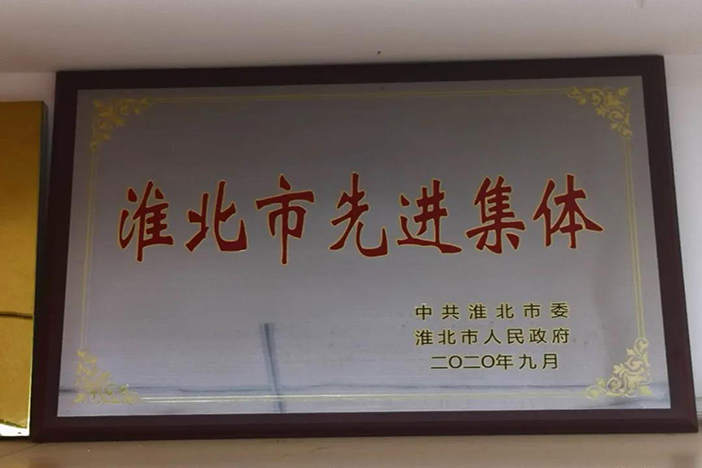 淮北市先进集体
中共淮北市委
淮北市人民政府
二〇二〇年九月